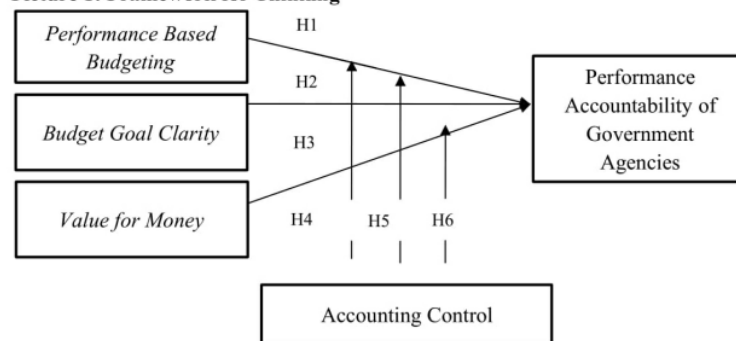 Performance Based
Budgeting
H1
H2
Budget Goal Clarity
H3
Value for Money
H4
H5
H6
Performance
Accountability of
Government
Agencies
Accounting Control